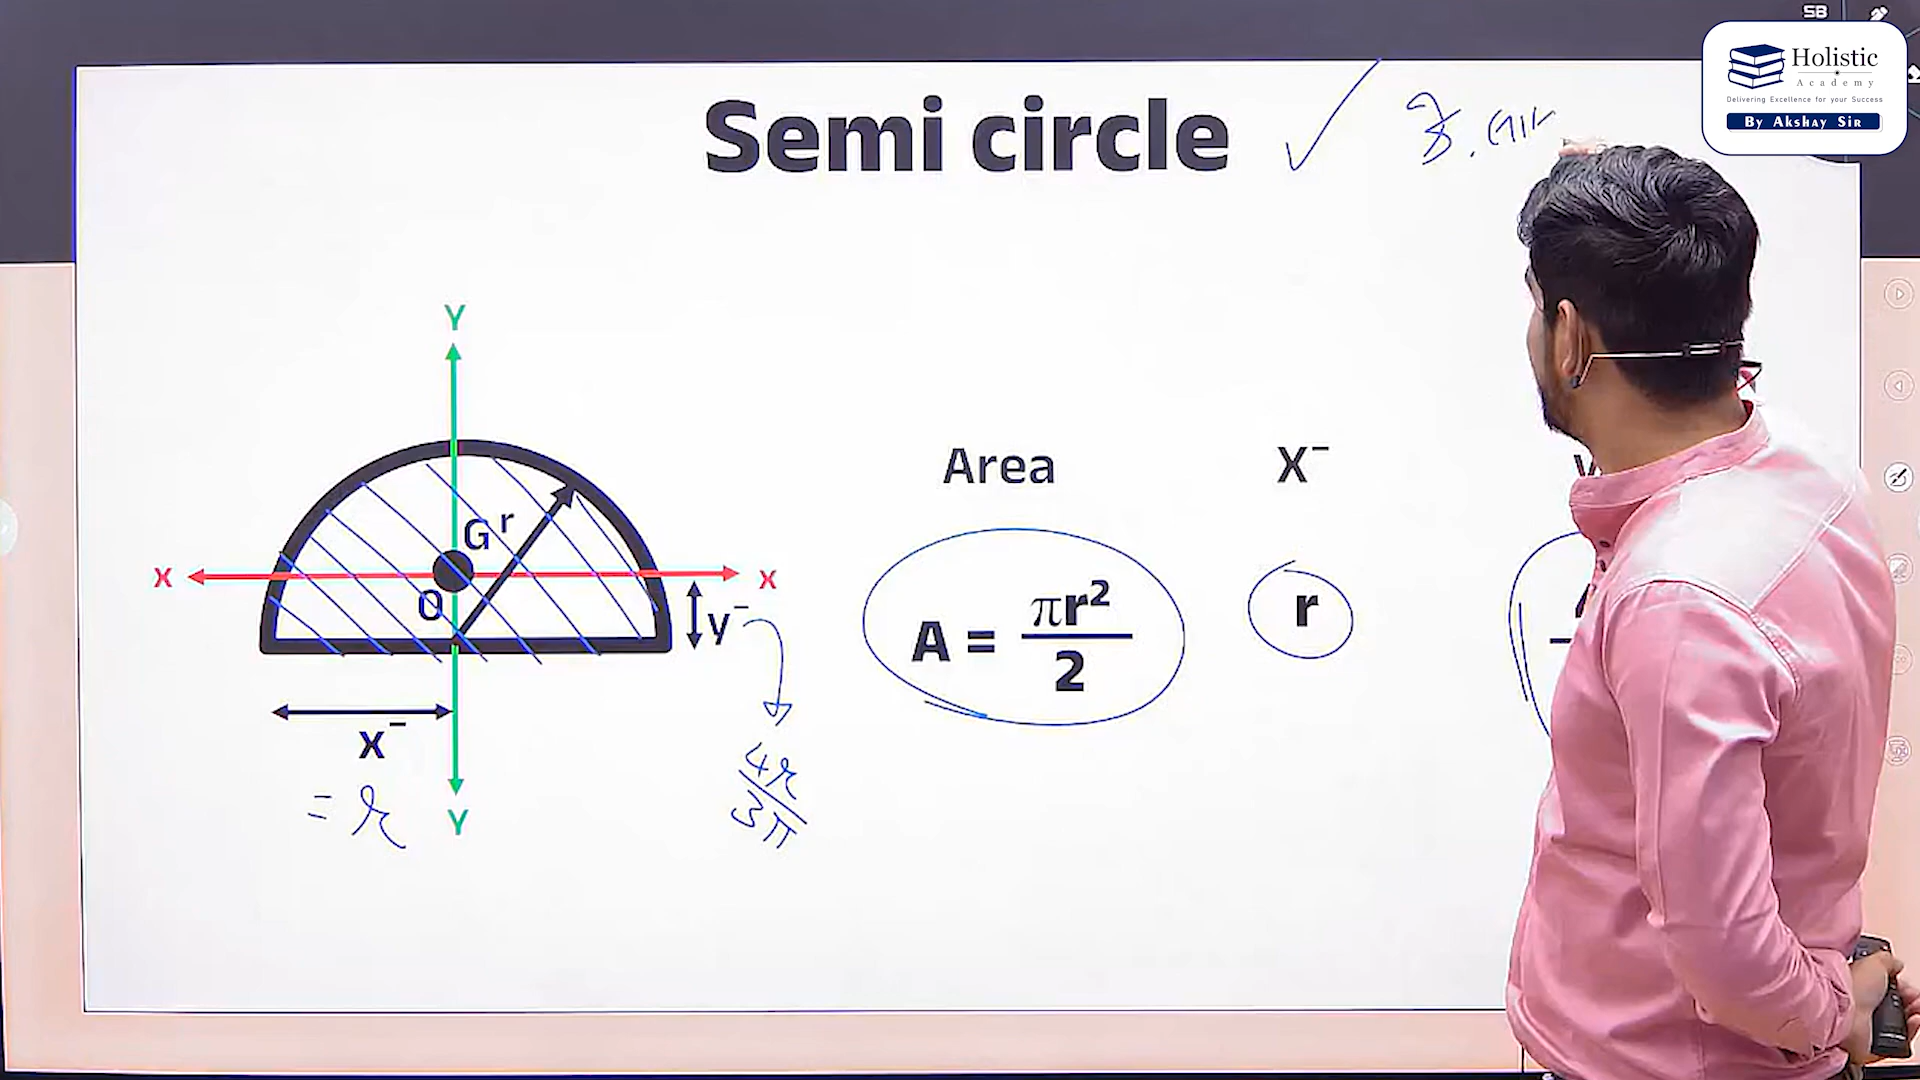 SB
Holistic
Academy
Delivering Excellence for your Success
By Akshay Sir
Semi circle
Y
G r
X X
O
y⁻
X⁻
= r
Y
4r
3π
Area X⁻
A = πr²
2
r